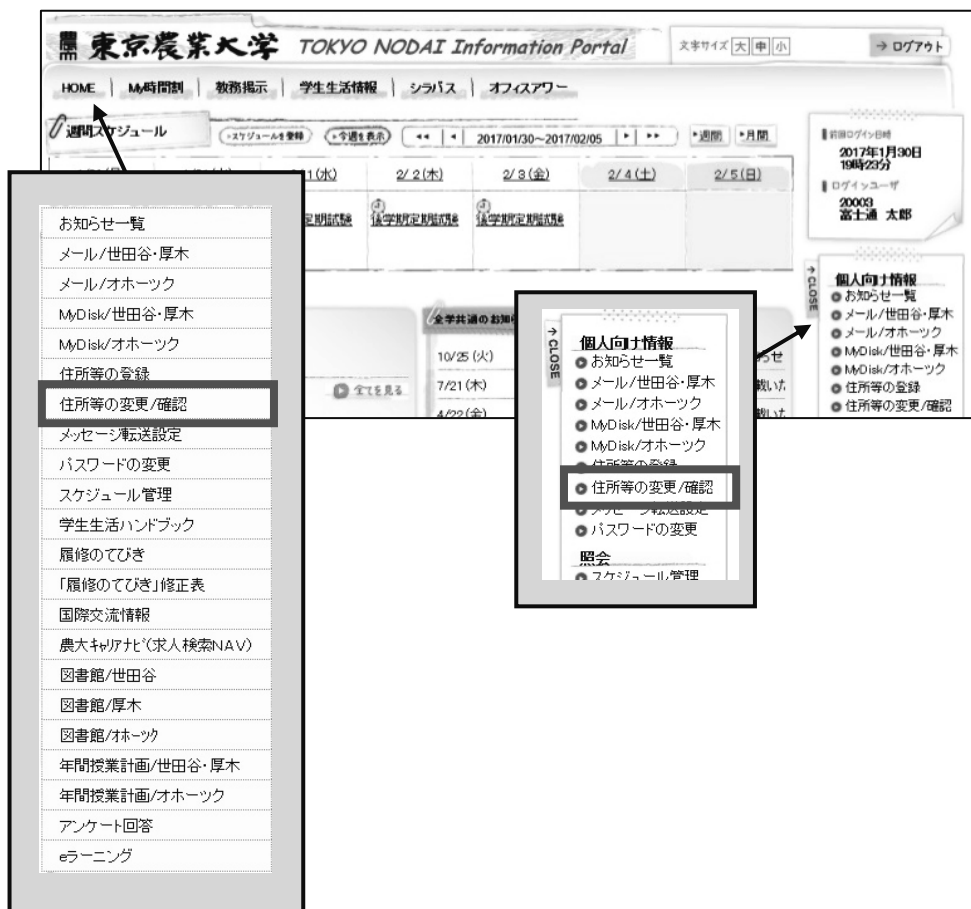 農大 東京農業大学 TOKYO NODAI Information Portal
文字サイズ 大 中 小
→ ログアウト
HOME | My時間割 | 教務掲示 | 学生生活情報 | シラバス | オフィスアワー
週間スケジュール
スケジュールを登録
今週を表示
2017/01/30～2017/02/05
週間
月間
前回ログイン日時
2017年1月30日
19時23分
ログインユーザ
20003
富士通 太郎
1(水)
2/2(木)
2/3(金)
2/4(土)
2/5(日)
定期試験
後学期定期試験
後学期定期試験
お知らせ一覧
メール/世田谷・厚木
メール/オホーツク
MyDisk/世田谷・厚木
MyDisk/オホーツク
住所等の登録
住所等の変更/確認
メッセージ転送設定
パスワードの変更
スケジュール管理
学生生活ハンドブック
履修のてびき
「履修のてびき」修正表
国際交流情報
農大ｷｬﾘｱﾅﾋﾞ(求人検索NAV)
図書館/世田谷
図書館/厚木
図書館/ｵﾎｰﾂｸ
年間授業計画/世田谷・厚木
年間授業計画/オホーツク
アンケート回答
eラーニング
全てを見る
全学共通のお知ら
10/25(火)
7/21(木)
4/22(金)
→ CLOSE
個人向け情報
お知らせ一覧
メール/世田谷・厚木
メール/オホーツク
MyDisk/世田谷・厚木
MyDisk/オホーツク
住所等の登録
住所等の変更/確認
メッセージ転送設定
パスワードの変更
照会
スケジュール管理
→ CLOSE
個人向け情報
お知らせ一覧
メール/世田谷・厚木
メール/オホーツク
MyDisk/世田谷・厚木
MyDisk/オホーツク
住所等の登録
住所等の変更/確認